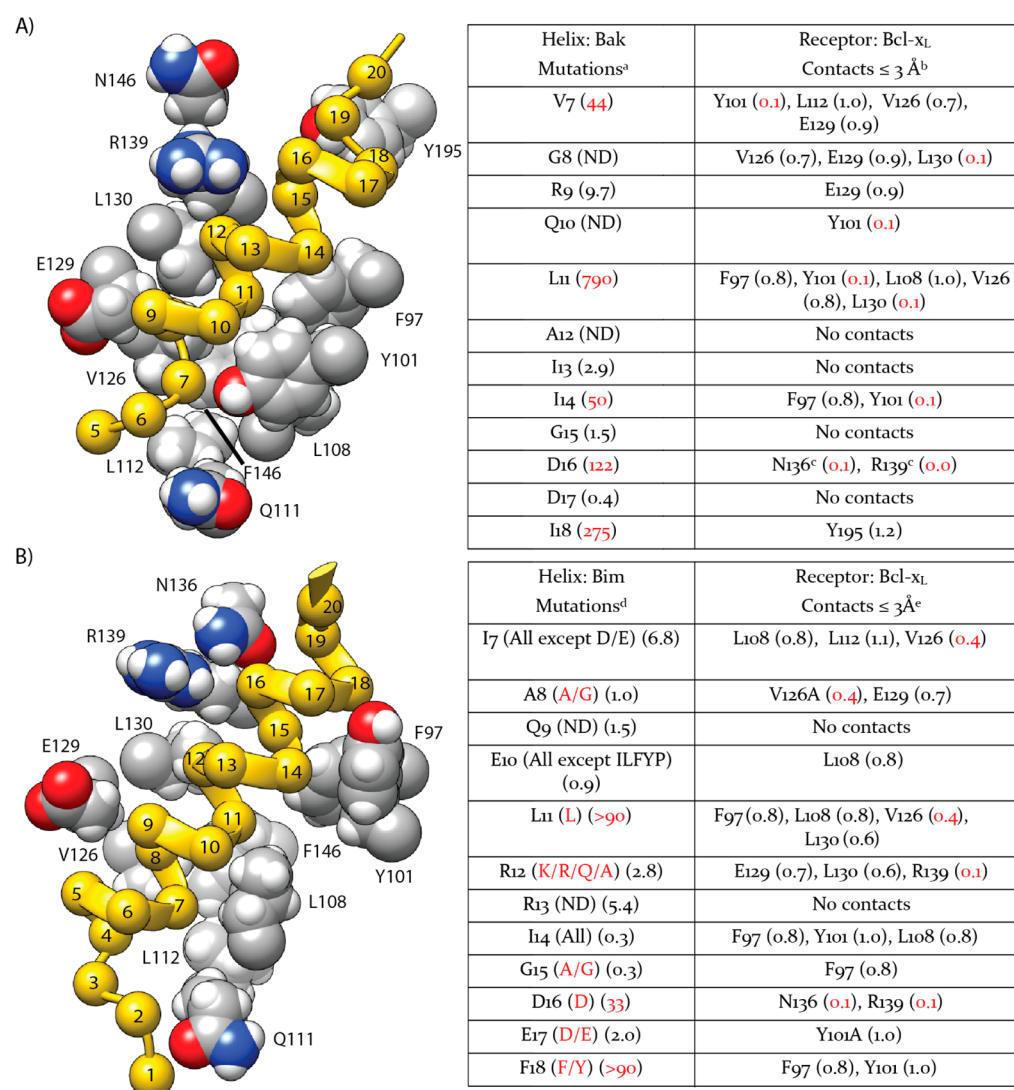 A)
N146
R139
L130
E129
V126
L112
Q111
F146
L108
Y101
F97
Y195
5
6
7
9
10
11
12
13
14
15
16
17
18
19
20
Helix: Bak
Mutationsᵃ
Receptor: Bcl-xL
Contacts ≤ 3 Åᵇ
V7 (44)
Y101 (0.1), L112 (1.0), V126 (0.7),
E129 (0.9)
G8 (ND)
V126 (0.7), E129 (0.9), L130 (0.1)
R9 (9.7)
E129 (0.9)
Q10 (ND)
Y101 (0.1)
L11 (790)
F97 (0.8), Y101 (0.1), L108 (1.0), V126
(0.8), L130 (0.1)
A12 (ND)
No contacts
I13 (2.9)
No contacts
I14 (50)
F97 (0.8), Y101 (0.1)
G15 (1.5)
No contacts
D16 (122)
N136ᶜ (0.1), R139ᶜ (0.0)
D17 (0.4)
No contacts
I18 (275)
Y195 (1.2)
B)
N136
R139
L130
E129
V126
L112
Q111
L108
F146
Y101
F97
1
2
3
4
5
6
7
8
9
10
11
12
13
14
15
16
17
18
19
20
Helix: Bim
Mutationsᵈ
Receptor: Bcl-xL
Contacts ≤ 3Åᵉ
I7 (All except D/E) (6.8)
L108 (0.8), L112 (1.1), V126 (0.4)
A8 (A/G) (1.0)
V126A (0.4), E129 (0.7)
Q9 (ND) (1.5)
No contacts
E10 (All except ILFYP)
(0.9)
L108 (0.8)
L11 (L) (>90)
F97(0.8), L108 (0.8), V126 (0.4),
L130 (0.6)
R12 (K/R/Q/A) (2.8)
E129 (0.7), L130 (0.6), R139 (0.1)
R13 (ND) (5.4)
No contacts
I14 (All) (0.3)
F97 (0.8), Y101 (1.0), L108 (0.8)
G15 (A/G) (0.3)
F97 (0.8)
D16 (D) (33)
N136 (0.1), R139 (0.1)
E17 (D/E) (2.0)
Y101A (1.0)
F18 (F/Y) (>90)
F97 (0.8), Y101 (1.0)